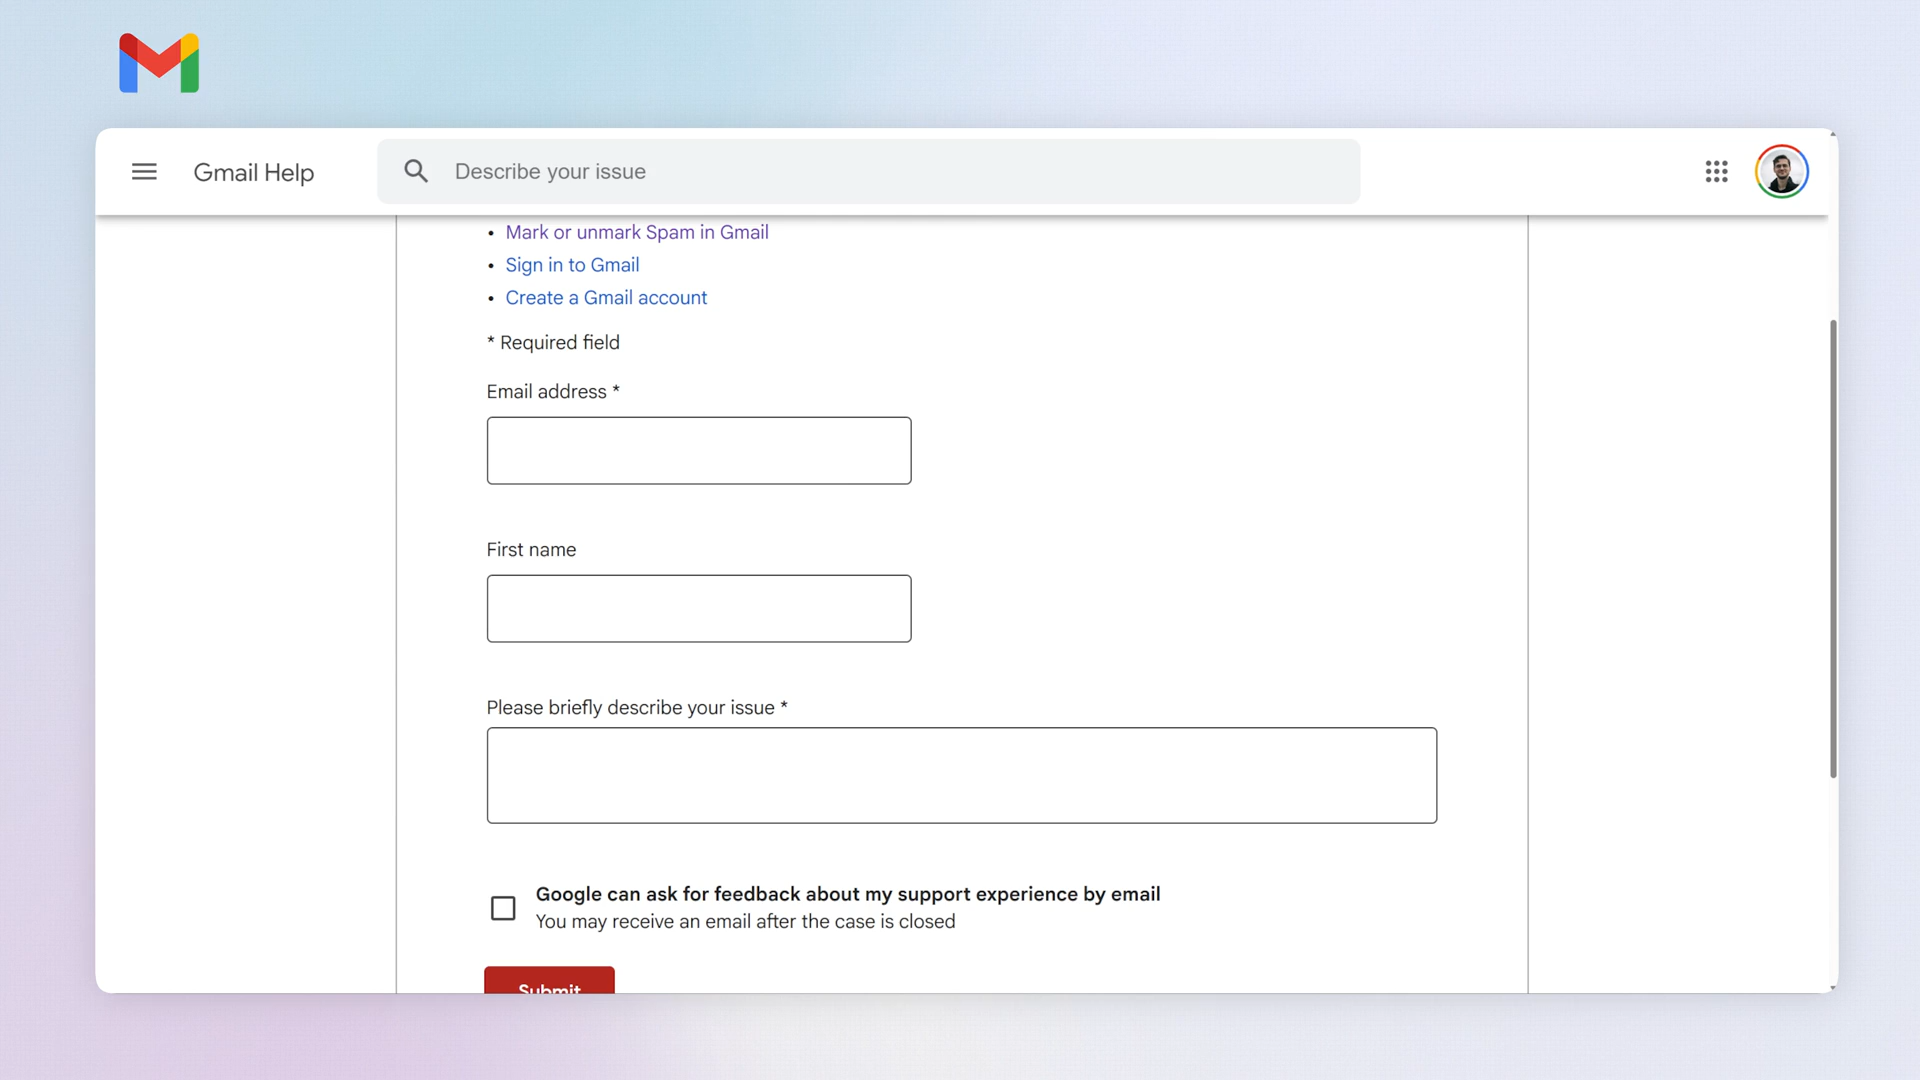 Gmail Help
Describe your issue
• Mark or unmark Spam in Gmail
• Sign in to Gmail
• Create a Gmail account
* Required field
Email address *
First name
Please briefly describe your issue *
Google can ask for feedback about my support experience by email
You may receive an email after the case is closed
Submit